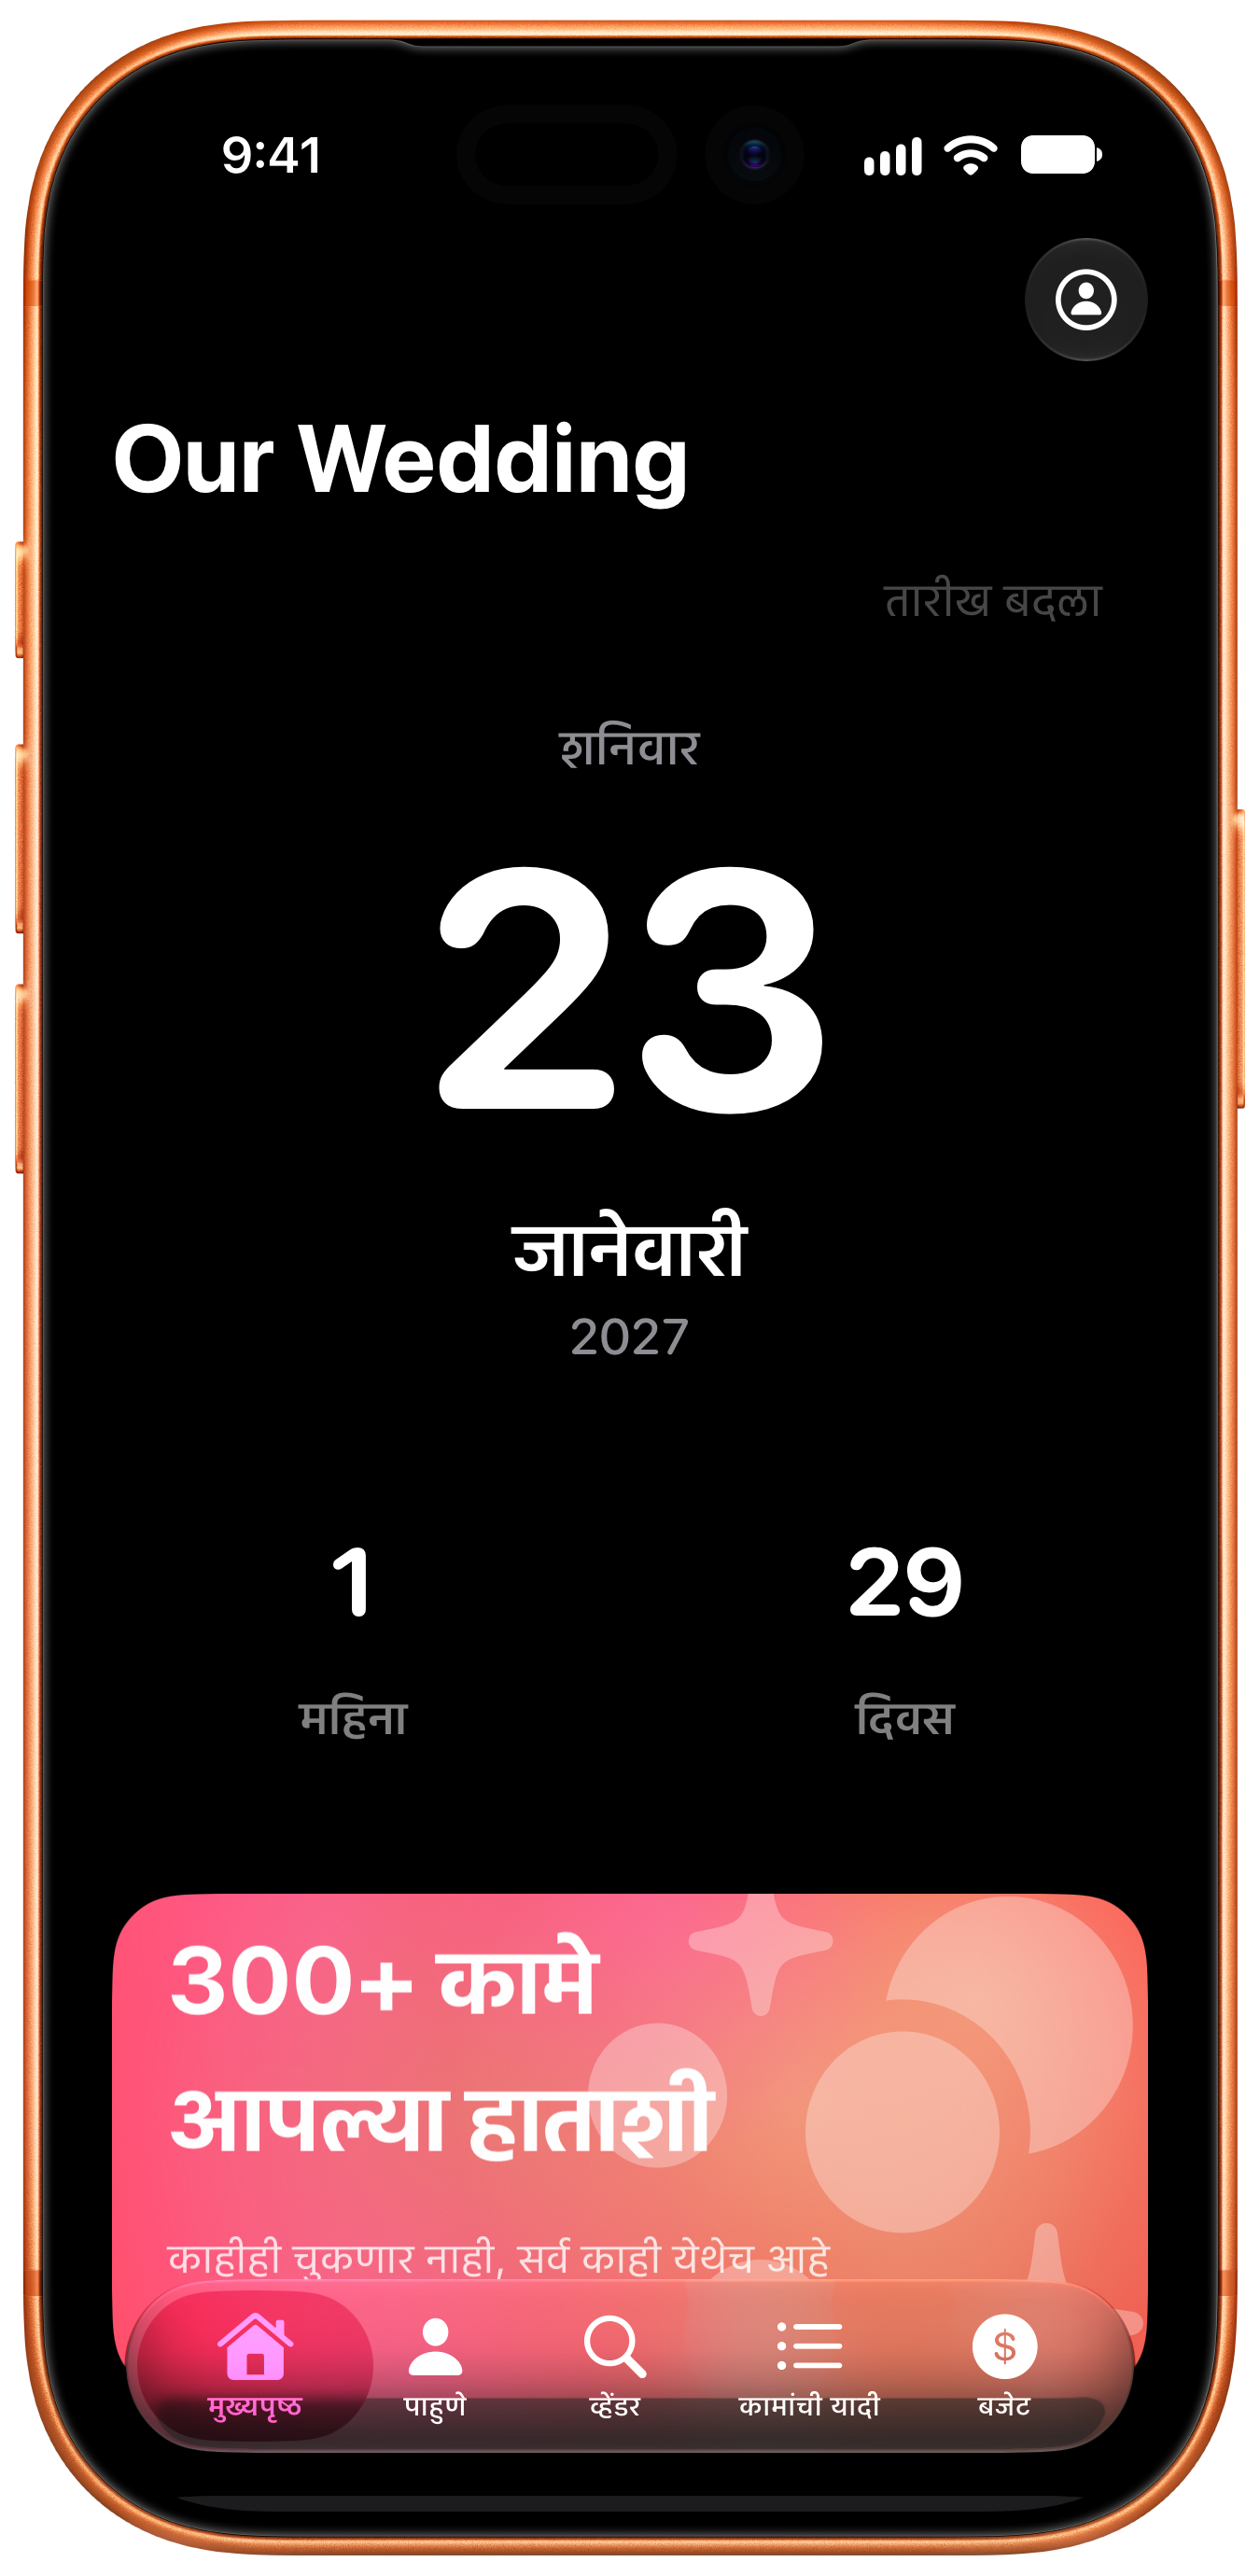 9:41
Our Wedding
तारीख बदला
शनिवार
23
जानेवारी
2027
1
29
महिना
दिवस
300+ कामे
आपल्या हाताशी
काहीही चुकणार नाही, सर्व काही येथेच आहे
मुख्यपृष्ठ
पाहुणे
व्हेंडर
कामांची यादी
बजेट